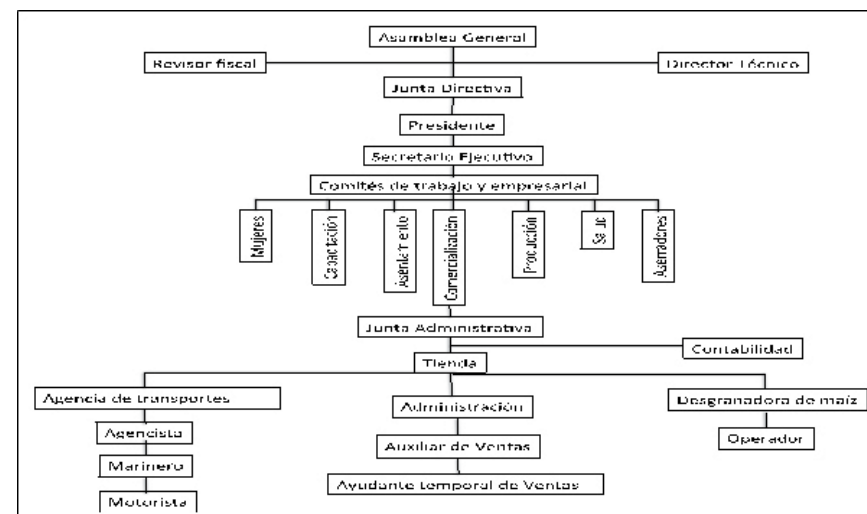 Asamblea General
Revisor fiscal
Director Técnico
Junta Directiva
Presidente
Secretario Ejecutivo
Comités de trabajo y empresarial
Mujeres
Capacitación
Asentamiento
Comercialización
Producción
Salud
Aserradores
Junta Administrativa
Contabilidad
Tienda
Agencia de transportes
Administración
Desgranadora de maíz
Agencista
Auxiliar de Ventas
Operador
Marinero
Ayudante temporal de Ventas
Motorista